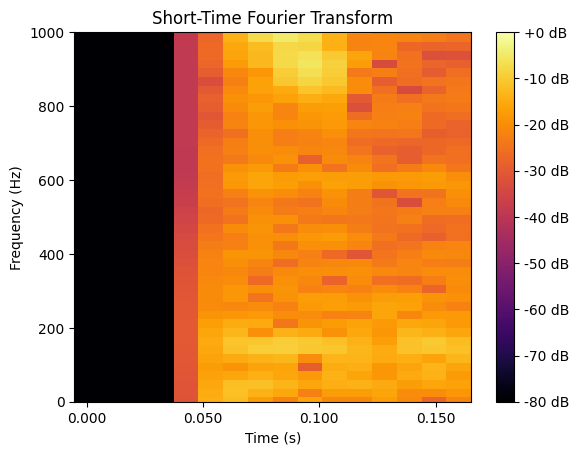 Short-Time Fourier Transform
1000
800
600
400
200
0
Frequency (Hz)
0.000
0.050
0.100
0.150
Time (s)
+0 dB
-10 dB
-20 dB
-30 dB
-40 dB
-50 dB
-60 dB
-70 dB
-80 dB